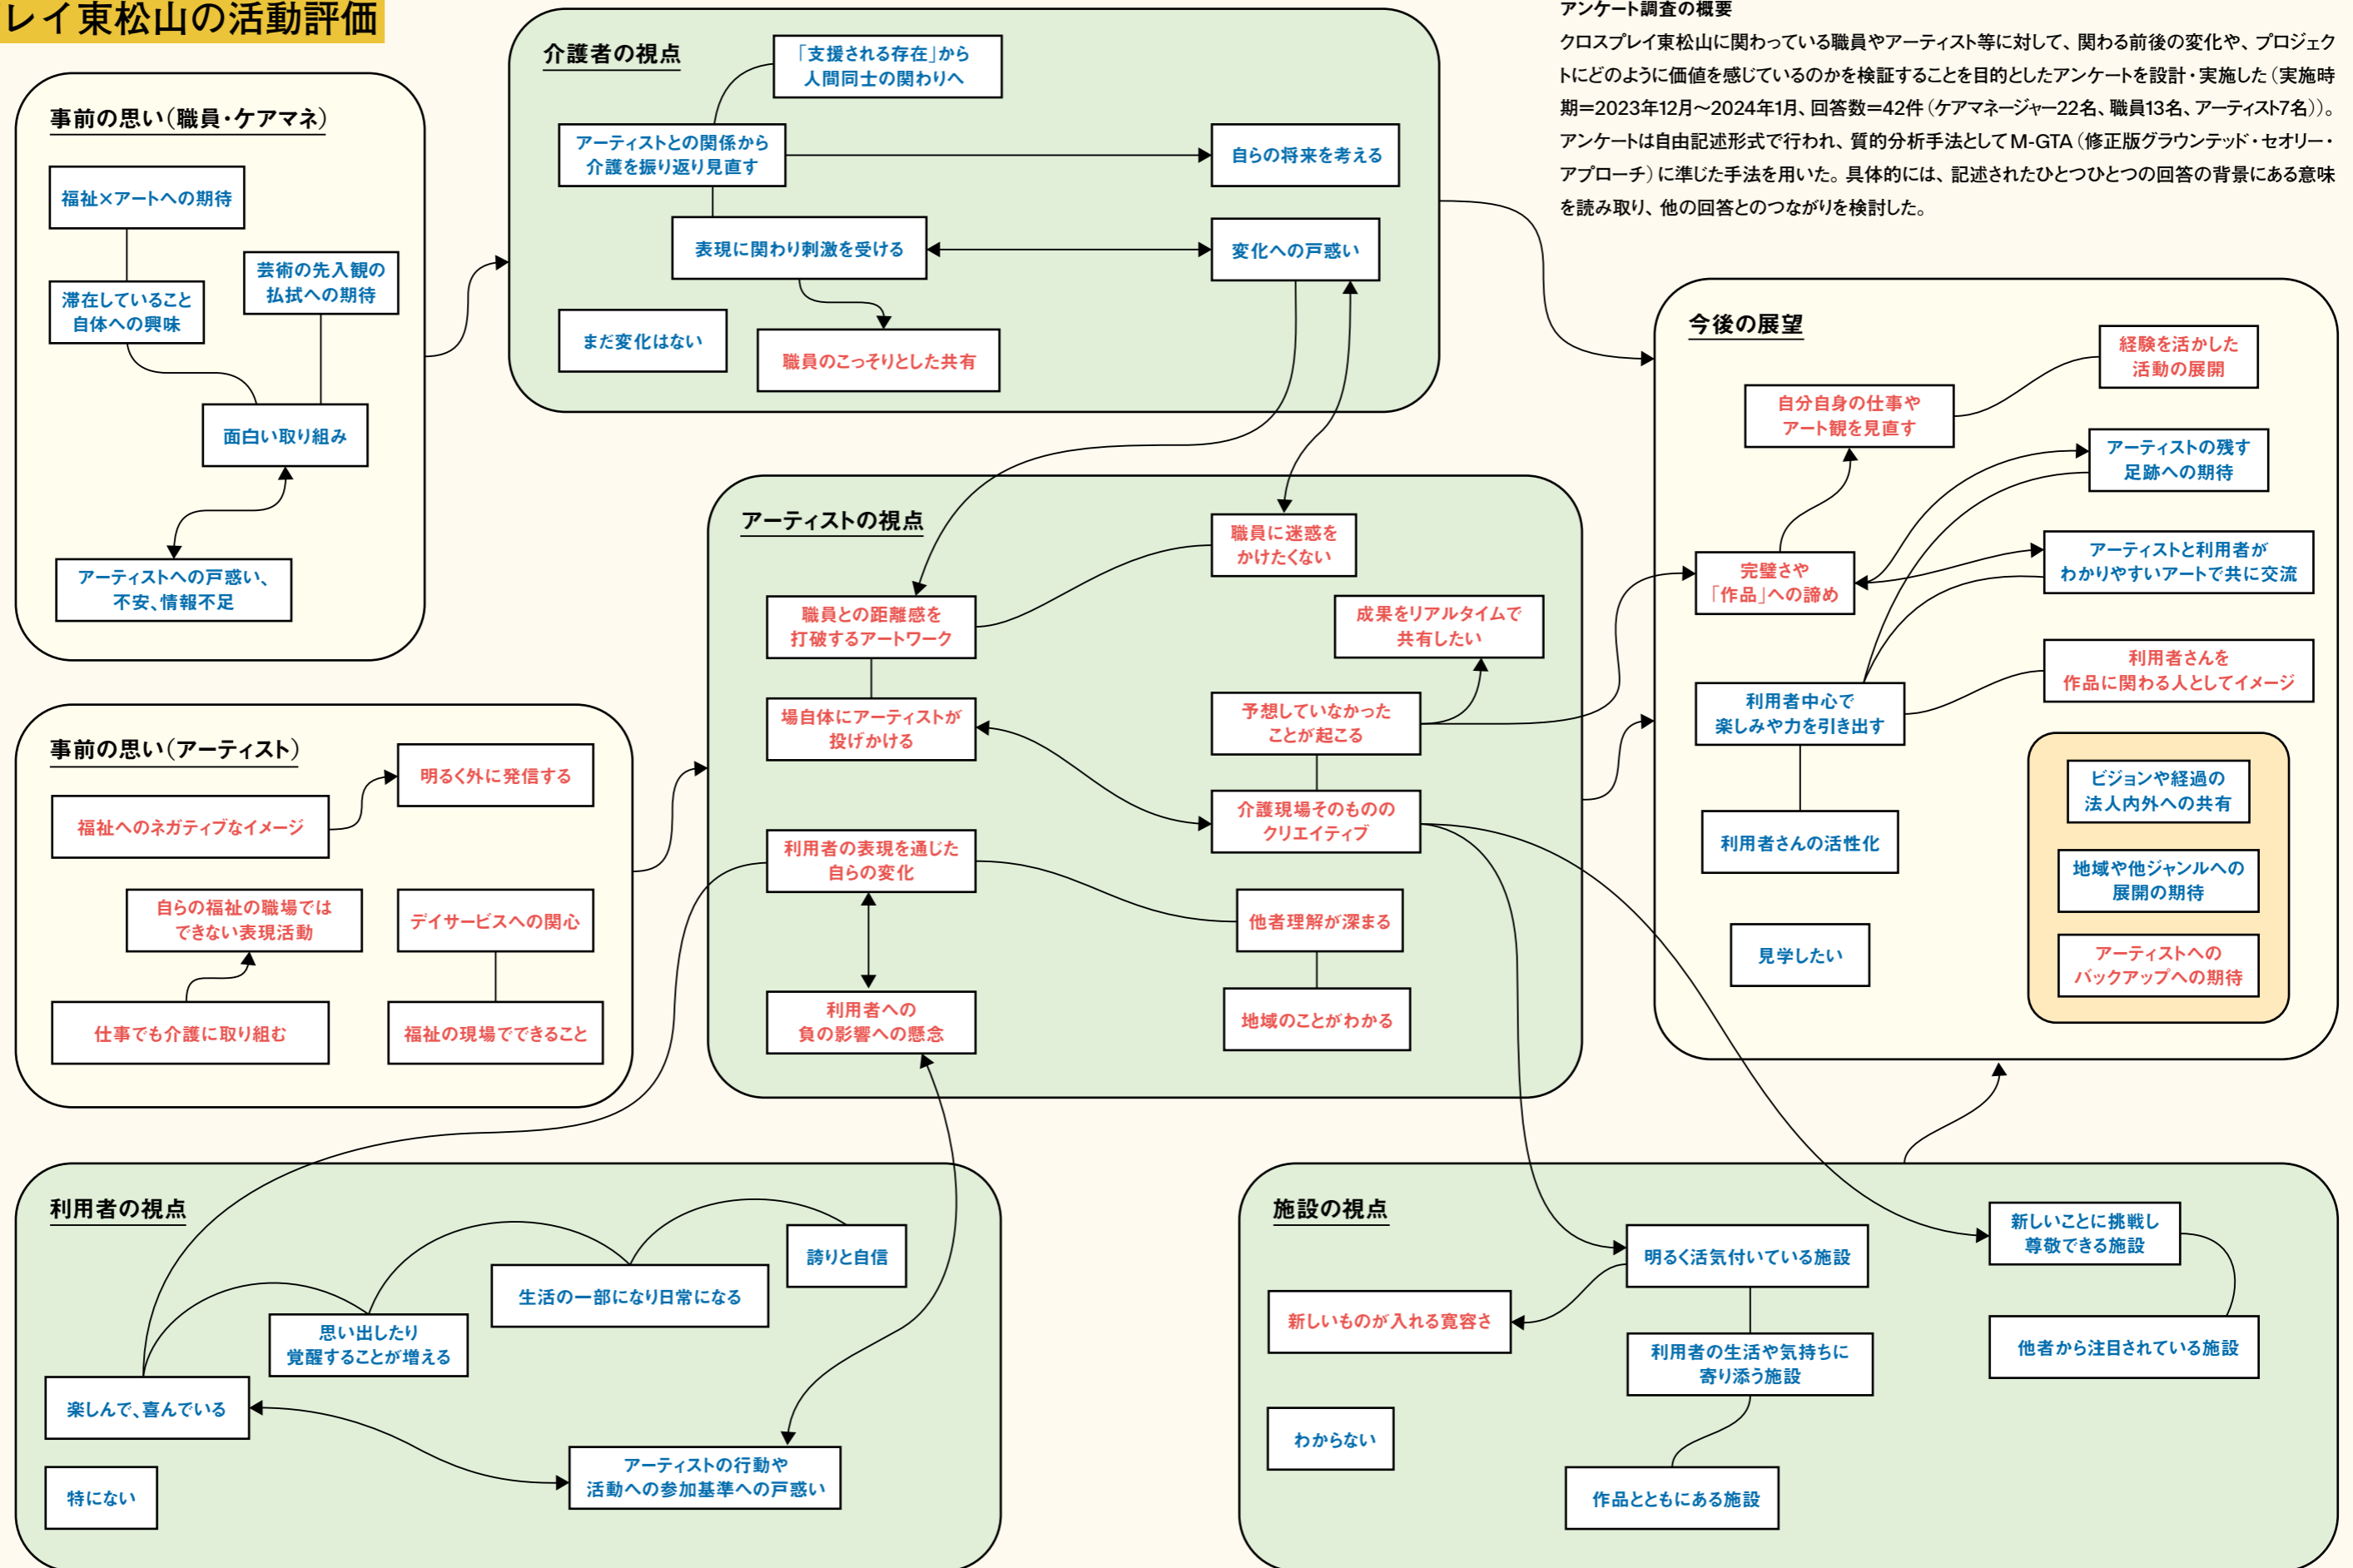 レイ東松山の活動評価
アンケート調査の概要
クロスプレイ東松山に関わっている職員やアーティスト等に対して、関わる前後の変化や、プロジェク
トにどのように価値を感じているのかを検証することを目的としたアンケートを設計・実施した（実施時
期＝2023年12月〜2024年1月、回答数＝42件（ケアマネージャー22名、職員13名、アーティスト7名））。
アンケートは自由記述形式で行われ、質的分析手法としてM-GTA（修正版グラウンテッド・セオリー・
アプローチ）に準じた手法を用いた。具体的には、記述されたひとつひとつの回答の背景にある意味
を読み取り、他の回答とのつながりを検討した。
事前の思い（職員・ケアマネ）
福祉×アートへの期待
芸術の先入観の
払拭への期待
滞在していること
自体への興味
面白い取り組み
アーティストへの戸惑い、
不安、情報不足
介護者の視点
「支援される存在」から
人間同士の関わりへ
アーティストとの関係から
介護を振り返り見直す
自らの将来を考える
表現に関わり刺激を受ける
変化への戸惑い
まだ変化はない
職員のこっそりとした共有
事前の思い（アーティスト）
明るく外に発信する
福祉へのネガティブなイメージ
自らの福祉の職場では
できない表現活動
デイサービスへの関心
仕事でも介護に取り組む
福祉の現場でできること
アーティストの視点
職員に迷惑を
かけたくない
職員との距離感を
打破するアートワーク
成果をリアルタイムで
共有したい
場自体にアーティストが
投げかける
予想していなかった
ことが起こる
介護現場そのものの
クリエイティブ
利用者の表現を通じた
自らの変化
他者理解が深まる
利用者への
負の影響への懸念
地域のことがわかる
今後の展望
経験を活かした
活動の展開
自分自身の仕事や
アート観を見直す
アーティストの残す
足跡への期待
完璧さや
「作品」への諦め
アーティストと利用者が
わかりやすいアートで共に交流
利用者さんを
作品に関わる人としてイメージ
利用者中心で
楽しみや力を引き出す
ビジョンや経過の
法人内外への共有
利用者さんの活性化
地域や他ジャンルへの
展開の期待
見学したい
アーティストへの
バックアップへの期待
利用者の視点
誇りと自信
生活の一部になり日常になる
思い出したり
覚醒することが増える
楽しんで、喜んでいる
アーティストの行動や
活動への参加基準への戸惑い
特にない
施設の視点
新しいことに挑戦し
尊敬できる施設
明るく活気付いている施設
新しいものが入れる寛容さ
利用者の生活や気持ちに
寄り添う施設
他者から注目されている施設
わからない
作品とともにある施設